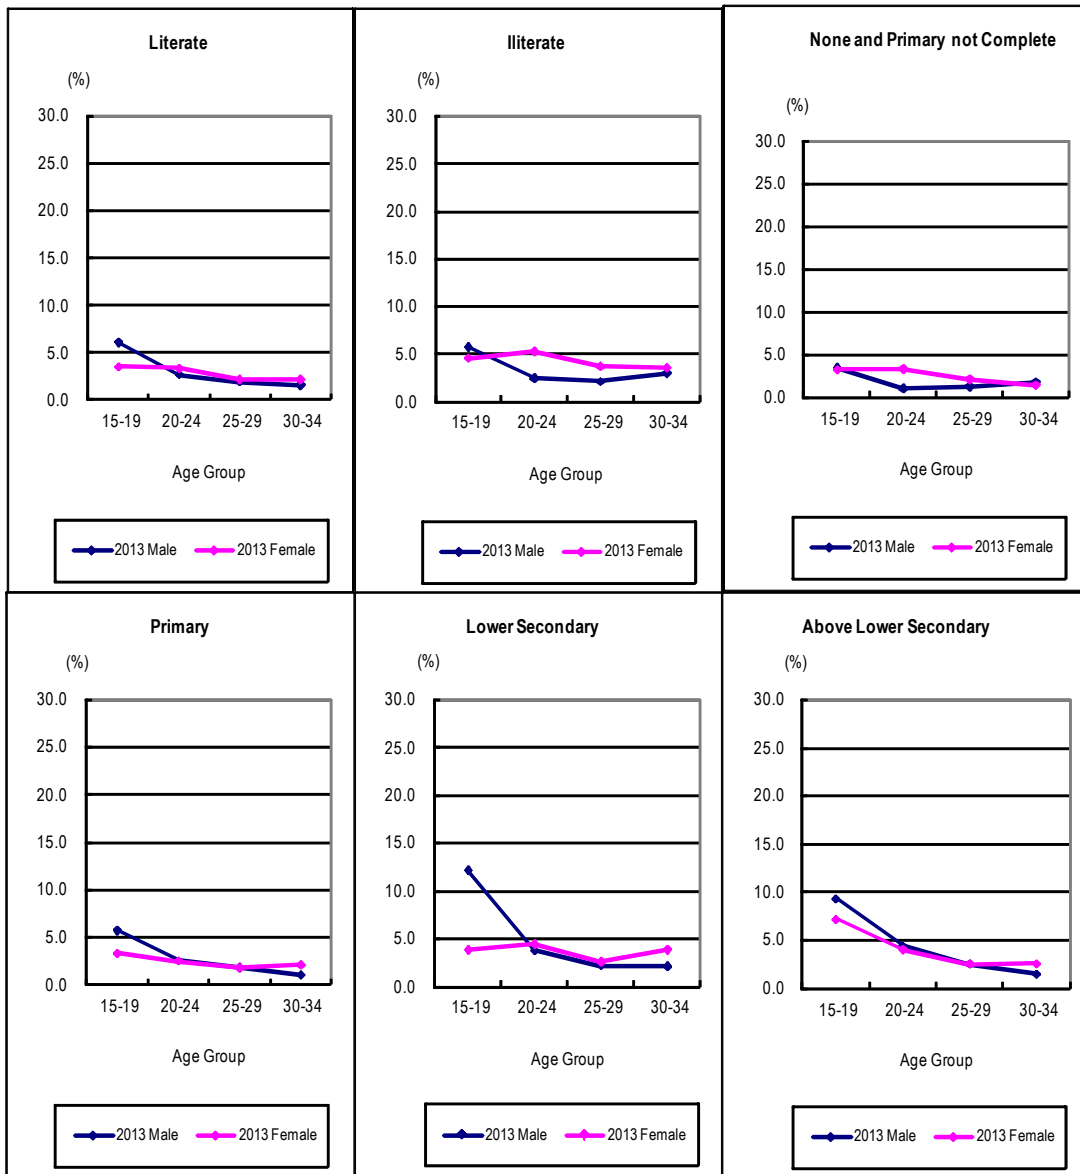 Literate
(%)
30.0
25.0
20.0
15.0
10.0
5.0
0.0
15-19 20-24 25-29 30-34
Age Group
2013 Male 2013 Female
Iliterate
(%)
30.0
25.0
20.0
15.0
10.0
5.0
0.0
15-19 20-24 25-29 30-34
Age Group
2013 Male 2013 Female
None and Primary not Complete
(%)
30.0
25.0
20.0
15.0
10.0
5.0
0.0
15-19 20-24 25-29 30-34
Age Group
2013 Male 2013 Female
Primary
(%)
30.0
25.0
20.0
15.0
10.0
5.0
0.0
15-19 20-24 25-29 30-34
Age Group
2013 Male 2013 Female
Lower Secondary
(%)
30.0
25.0
20.0
15.0
10.0
5.0
0.0
15-19 20-24 25-29 30-34
Age Group
2013 Male 2013 Female
Above Lower Secondary
(%)
30.0
25.0
20.0
15.0
10.0
5.0
0.0
15-19 20-24 25-29 30-34
Age Group
2013 Male 2013 Female